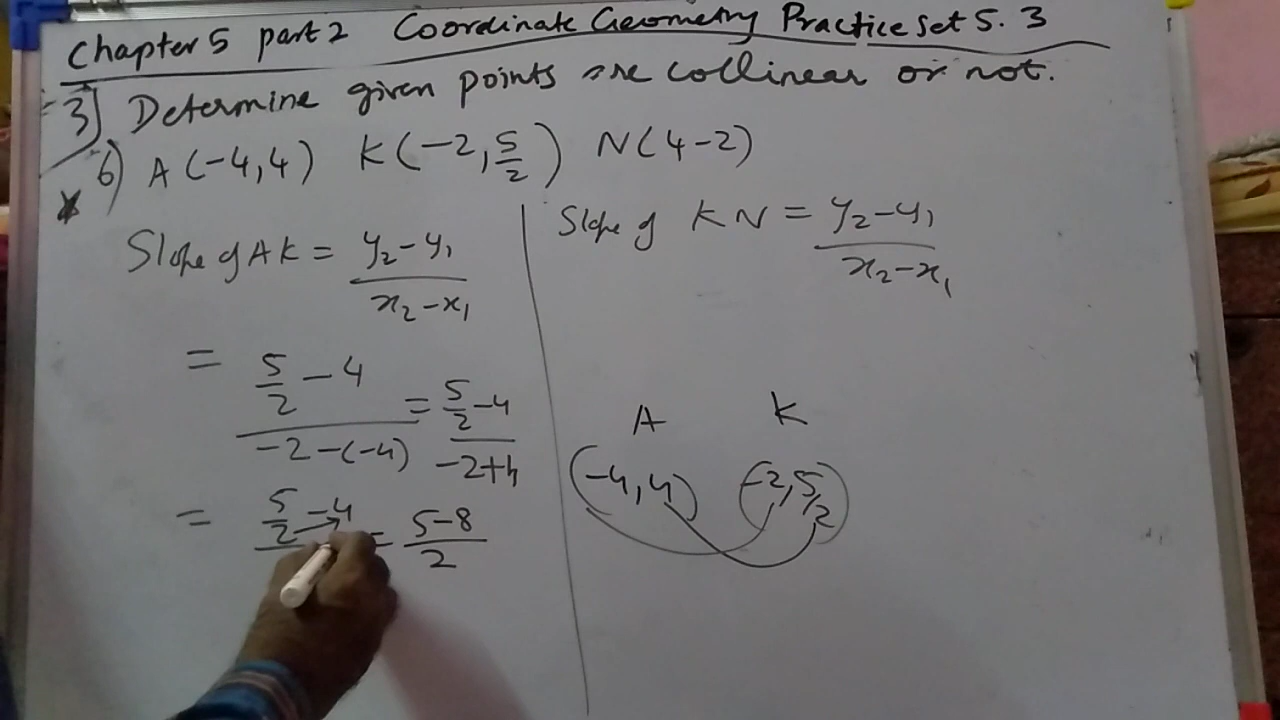 Chapter 5 part 2 Coordinate Geometry Practice Set 5.3
3] Determine given points are collinear or not.
6) A(-4,4) K(-2,5/2) N(4-2)
Slope of AK = y2-y1
x2-x1
Slope of KN = y2-y1
x2-x1
= 5/2 - 4
-2-(-4)
= 5/2-4
-2+4
= 5/2 - 4
= 5-8
2
A K
(-4,4) (-2,5/2)